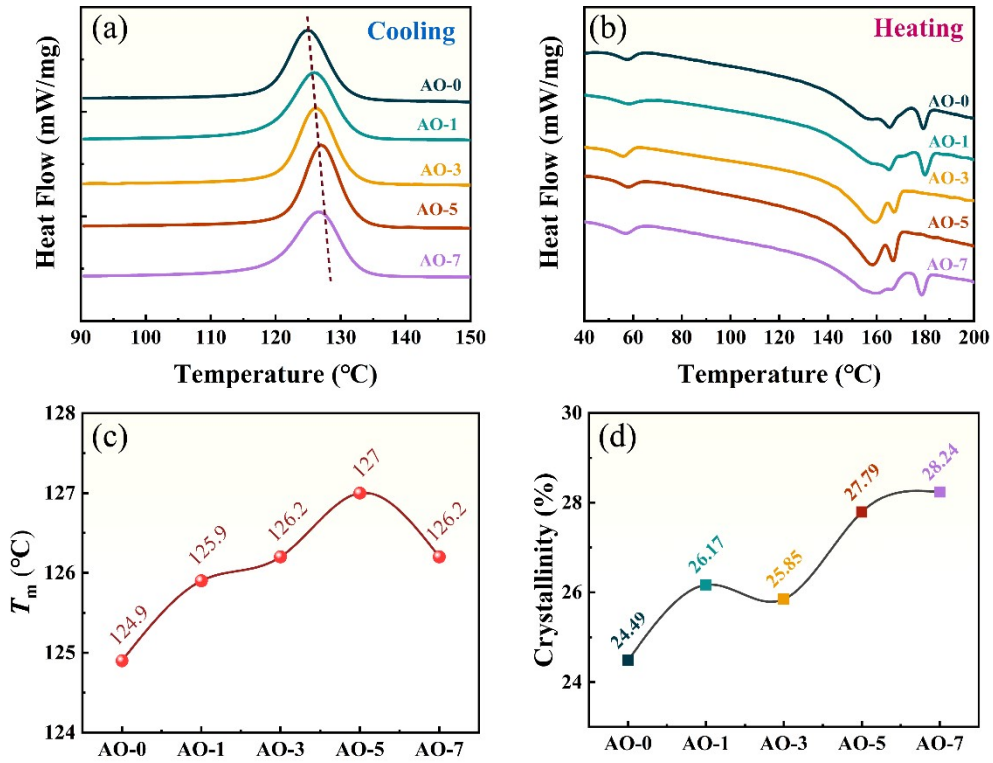 (a)
Cooling
AO-0
AO-1
AO-3
AO-5
AO-7
Heat Flow (mW/mg)
90 100 110 120 130 140 150
Temperature (°C)
(b)
Heating
AO-0
AO-1
AO-3
AO-5
AO-7
Heat Flow (mW/mg)
40 60 80 100 120 140 160 180 200
Temperature (°C)
(c)
128
127
126
125
124
Tm (°C)
124.9
125.9
126.2
127
126.2
AO-0 AO-1 AO-3 AO-5 AO-7
(d)
30
28
26
24
Crystallinity (%)
24.49
26.17
25.85
27.79
28.24
AO-0 AO-1 AO-3 AO-5 AO-7